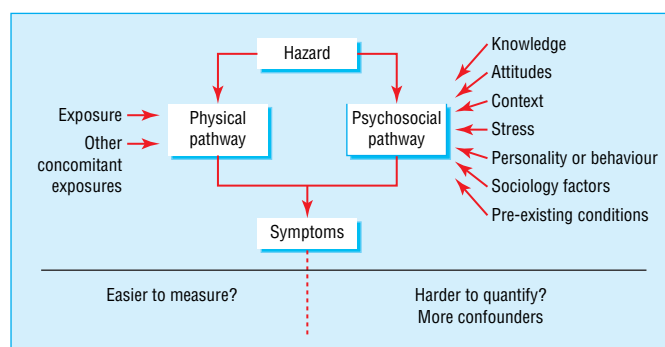 Hazard
Knowledge
Attitudes
Context
Stress
Personality or behaviour
Sociology factors
Pre-existing conditions
Exposure
Other
concomitant
exposures
Physical
pathway
Psychosocial
pathway
Symptoms
Easier to measure?
Harder to quantify?
More confounders